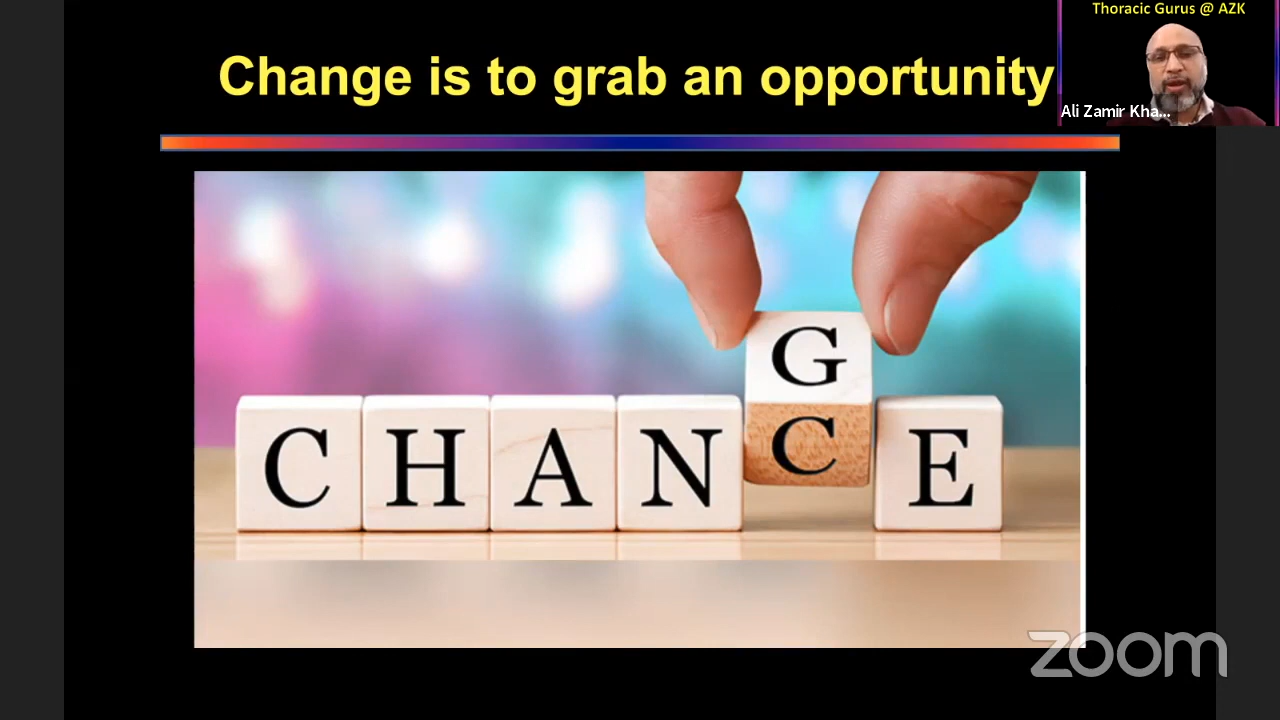 Thoracic Gurus @ AZK
Change is to grab an opportunity
Ali Zamir Kha...
G
CHANCE
zoom